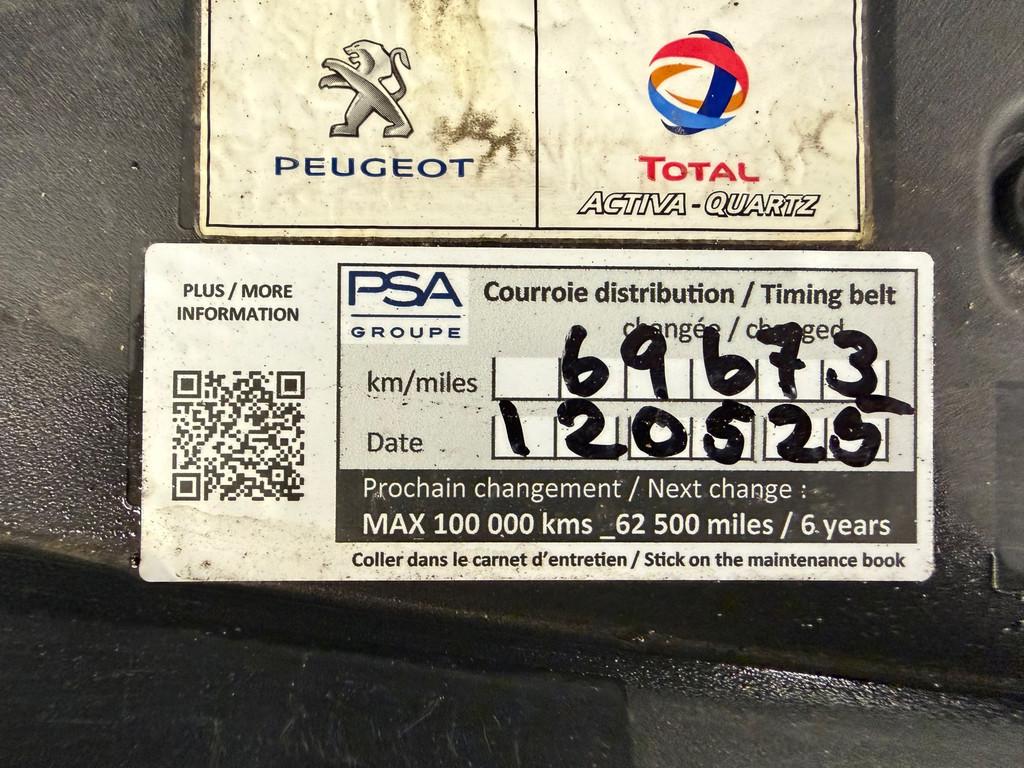 PEUGEOT
TOTAL
ACTIVA-QUARTZ
PLUS / MORE
INFORMATION
PSA
GROUPE
Courroie distribution / Timing belt
changée / changed
km/miles 69673
Date 120525
Prochain changement / Next change :
MAX 100 000 kms _62 500 miles / 6 years
Coller dans le carnet d'entretien / Stick on the maintenance book